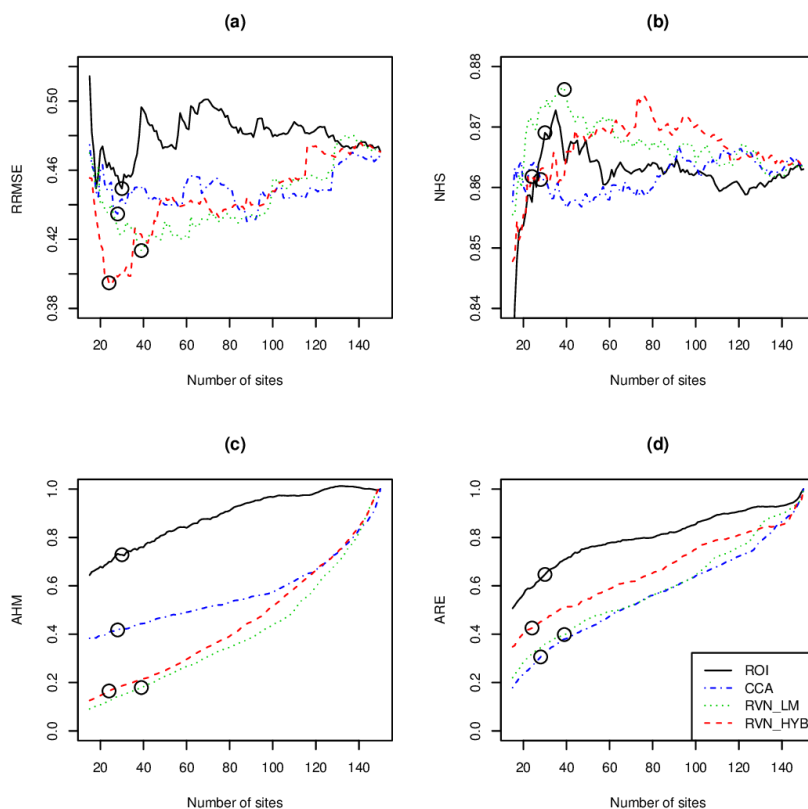 (a)
RRMSE
0.50
0.46
0.42
0.38
20 40 60 80 100 120 140
Number of sites
(b)
NHS
0.88
0.87
0.86
0.85
0.84
20 40 60 80 100 120 140
Number of sites
(c)
AHM
1.0
0.8
0.6
0.4
0.2
0.0
20 40 60 80 100 120 140
Number of sites
(d)
ARE
1.0
0.8
0.6
0.4
0.2
0.0
20 40 60 80 100 120 140
Number of sites
ROI
CCA
RVN_LM
RVN_HYB